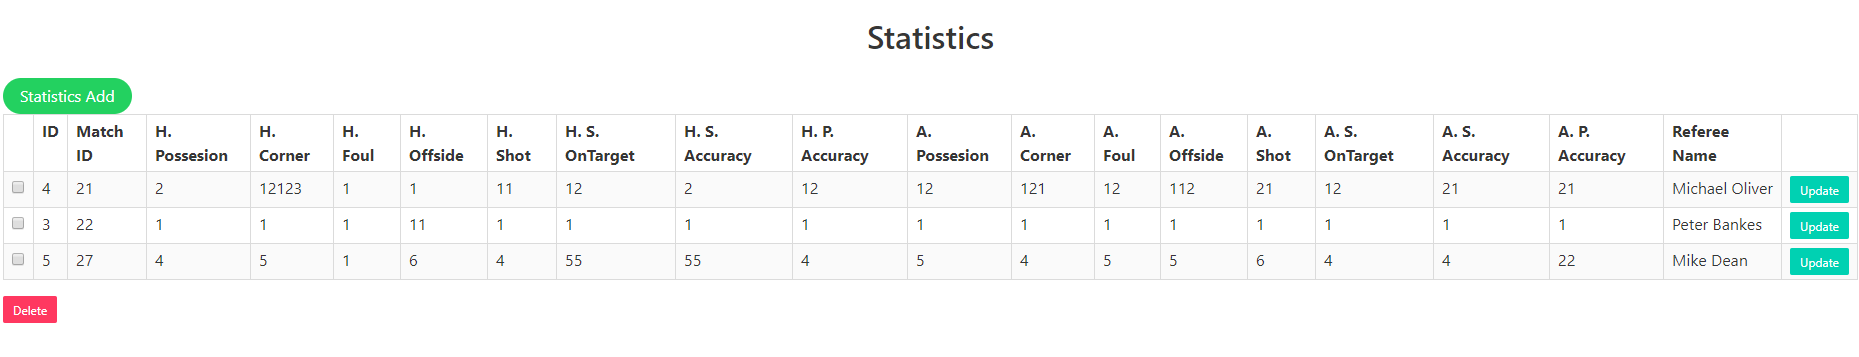 Statistics
Statistics Add
ID Match ID H. Possesion H. Corner H. Foul H. Offside H. Shot H. S. OnTarget H. S. Accuracy H. P. Accuracy A. Possesion A. Corner A. Foul A. Offside A. Shot A. S. OnTarget A. S. Accuracy A. P. Accuracy Referee Name
4 21 2 12123 1 1 11 12 2 12 12 121 12 112 21 12 21 21 Michael Oliver Update
3 22 1 1 1 11 1 1 1 1 1 1 1 1 1 1 1 1 Peter Bankes Update
5 27 4 5 1 6 4 55 55 4 5 4 5 5 6 4 4 22 Mike Dean Update
Delete